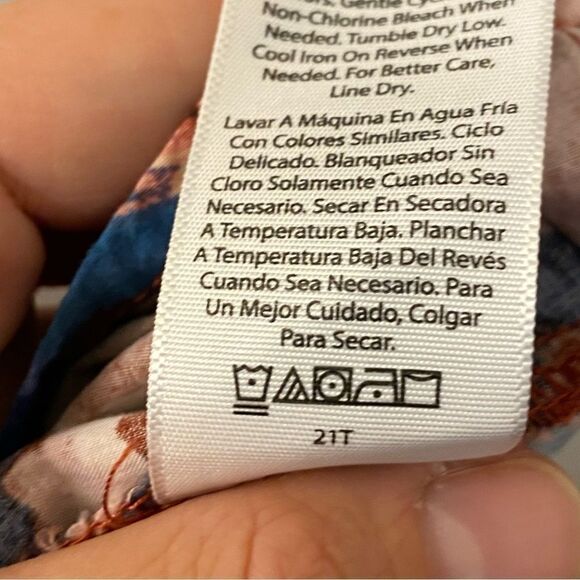 Gentle
Non-Chlorine Bleach When
Needed. Tumble Dry Low.
Cool Iron On Reverse When
Needed. For Better Care,
Line Dry.
Lavar A Máquina En Agua Fría
Con Colores Similares. Ciclo
Delicado. Blanqueador Sin
Cloro Solamente Cuando Sea
Necesario. Secar En Secadora
A Temperatura Baja. Planchar
A Temperatura Baja Del Revés
Cuando Sea Necesario. Para
Un Mejor Cuidado, Colgar
Para Secar.
21T